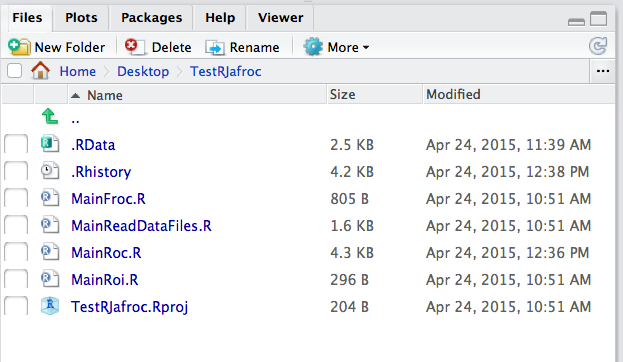 Files Plots Packages Help Viewer
New Folder Delete Rename More
Home Desktop TestRJafroc ...
Name Size Modified
..
.RData 2.5 KB Apr 24, 2015, 11:39 AM
.Rhistory 4.2 KB Apr 24, 2015, 12:38 PM
MainFroc.R 805 B Apr 24, 2015, 10:51 AM
MainReadDataFiles.R 1.6 KB Apr 24, 2015, 10:51 AM
MainRoc.R 4.3 KB Apr 24, 2015, 12:36 PM
MainRoi.R 296 B Apr 24, 2015, 10:51 AM
TestRJafroc.Rproj 204 B Apr 24, 2015, 10:51 AM